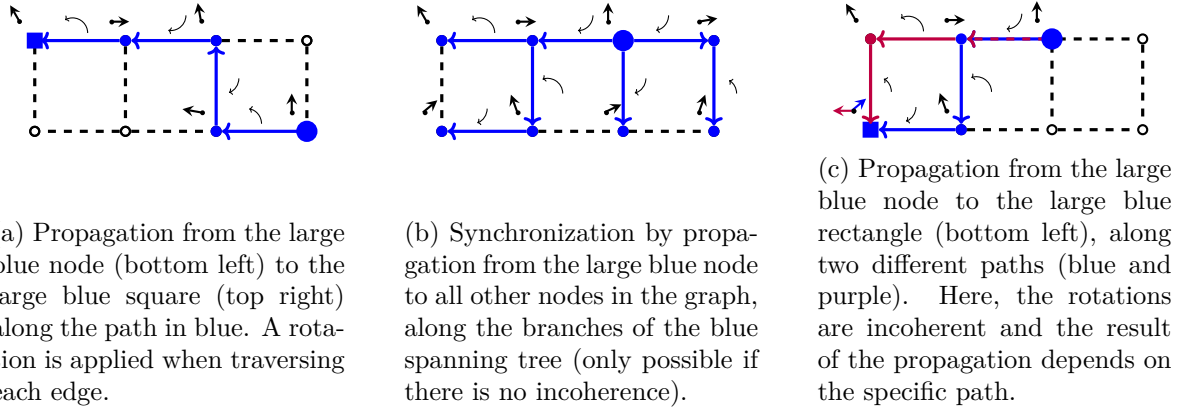 a) Propagation from the large
blue node (bottom left) to the
large blue square (top right)
along the path in blue. A rota-
tion is applied when traversing
each edge.
(b) Synchronization by propa-
gation from the large blue node
to all other nodes in the graph,
along the branches of the blue
spanning tree (only possible if
there is no incoherence).
(c) Propagation from the large
blue node to the large blue
rectangle (bottom left), along
two different paths (blue and
purple). Here, the rotations
are incoherent and the result
of the propagation depends on
the specific path.